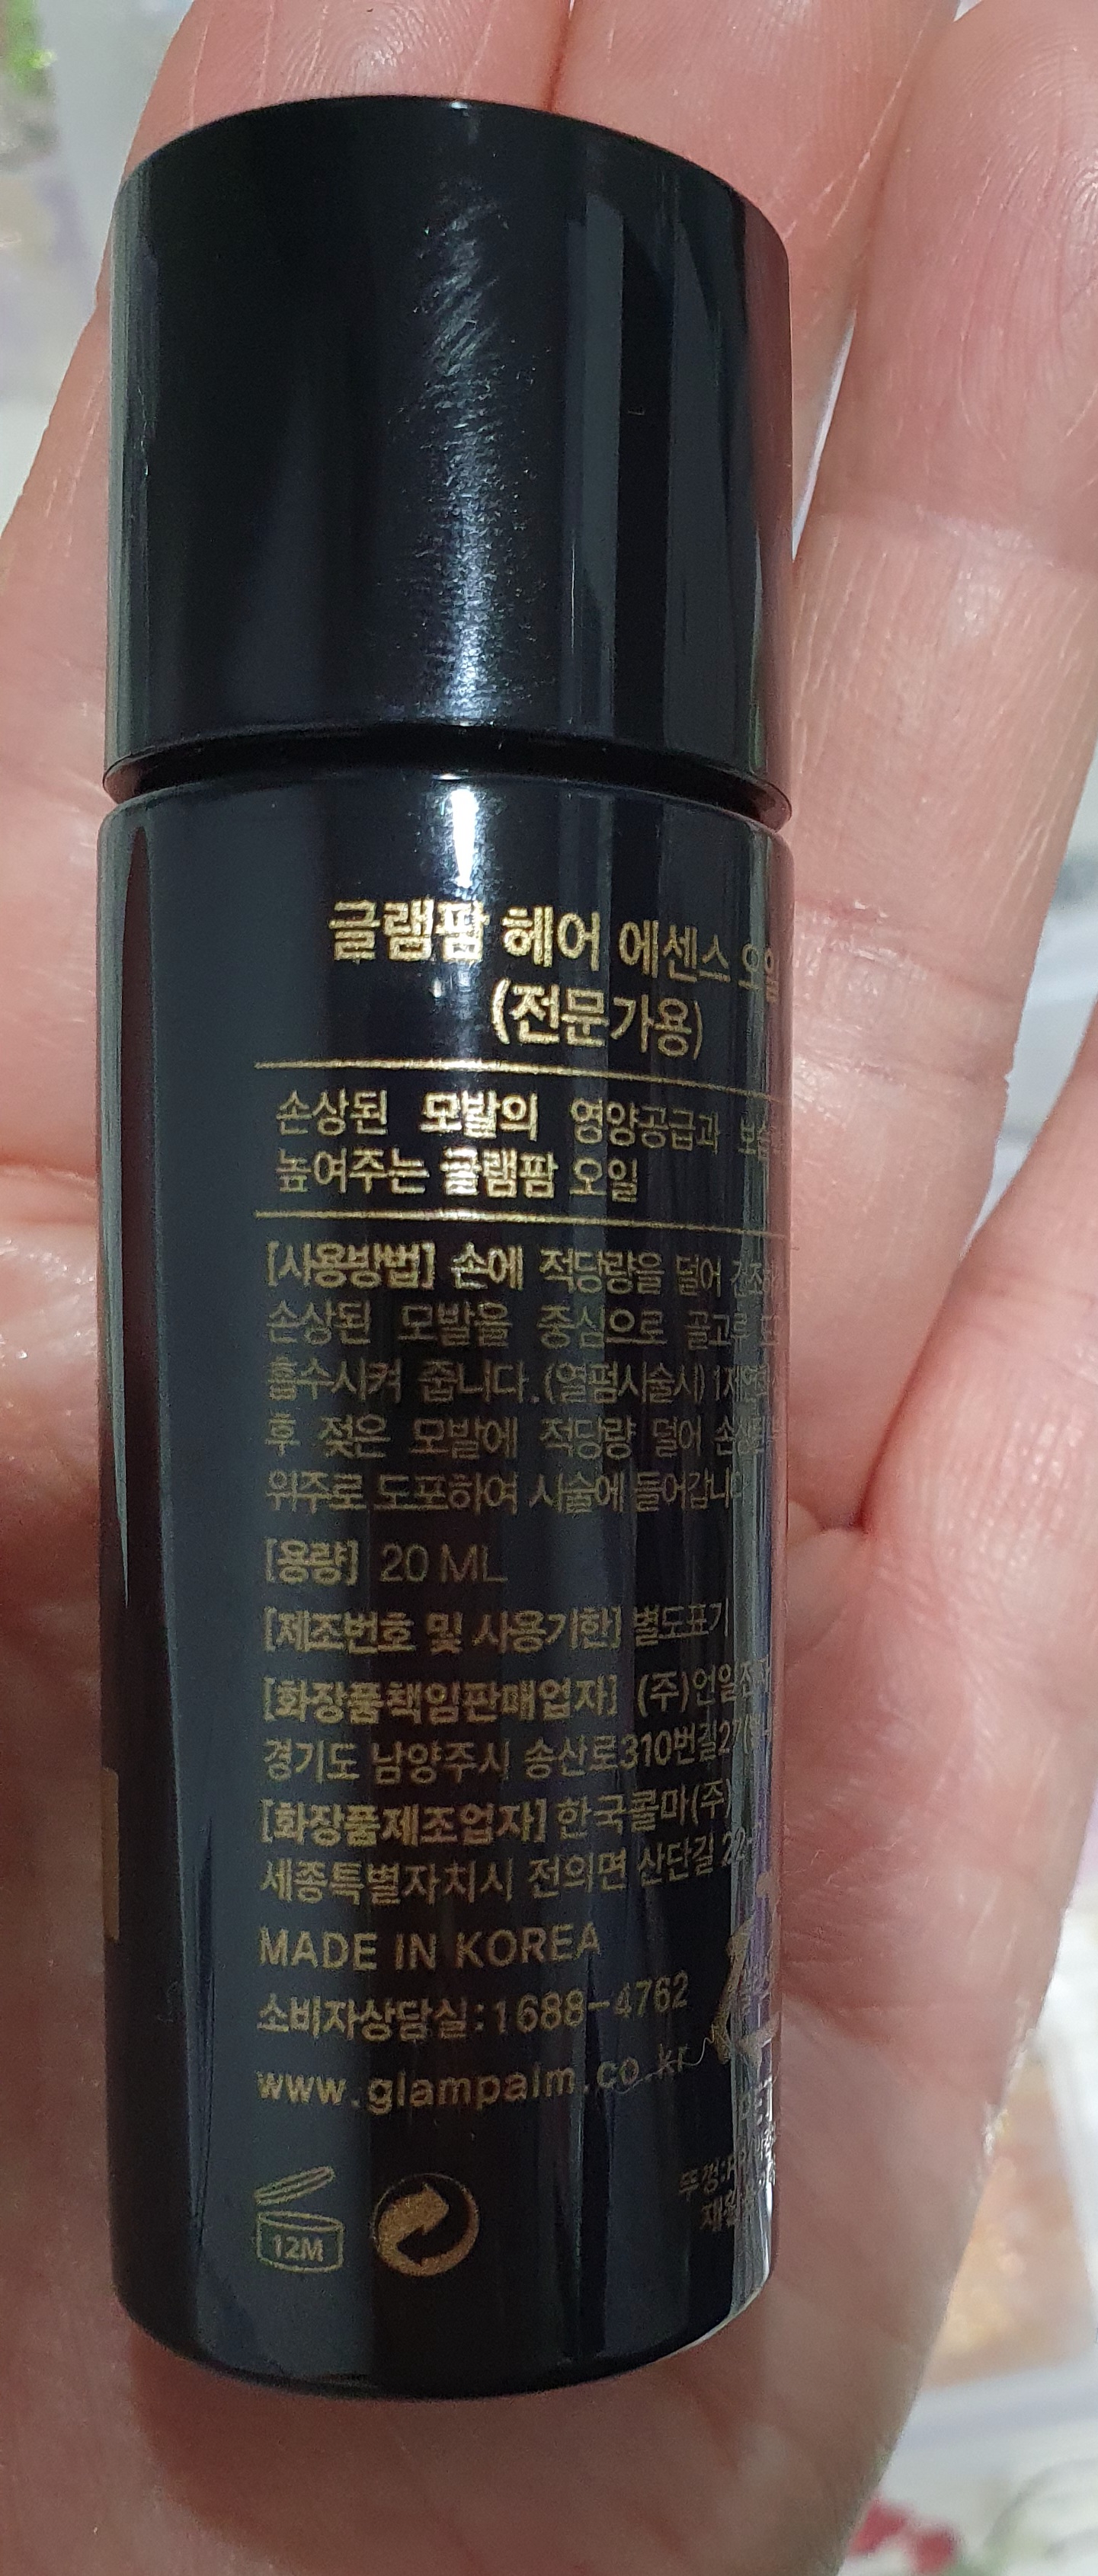 글램팜 헤어 에센스 오일
(전문가용)
손상된 모발의 영양공급과
높여주는 글램팜 오일
[사용방법] 손에 적당량을 덜어
손상된 모발을 중심으로 골고루
흡수시켜 줍니다.(열펌시술시)
후 젖은 모발에 적당량 덜어
위주로 도포하여 시술에 들어갑니다
[용량] 20 ML
[제조번호 및 사용기한] 별도표기
[화장품책임판매업자] (주)언일전자
경기도 남양주시 송산로310번길
[화장품제조업자] 한국콜마(주)
세종특별자치시 전의면 산단길
MADE IN KOREA
소비자상담실:1688-4762
www.glampalm.co.kr
12M